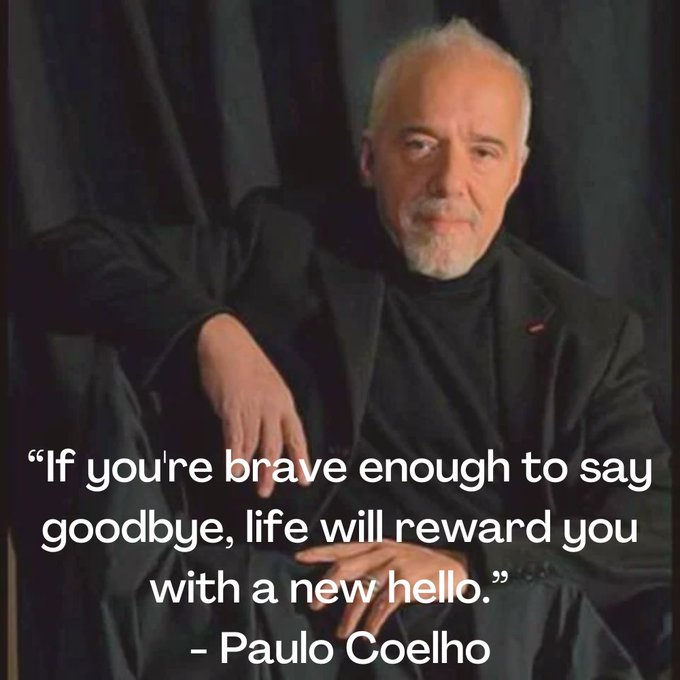 “If you're brave enough to say
goodbye, life will reward you
with a new hello.”
- Paulo Coelho